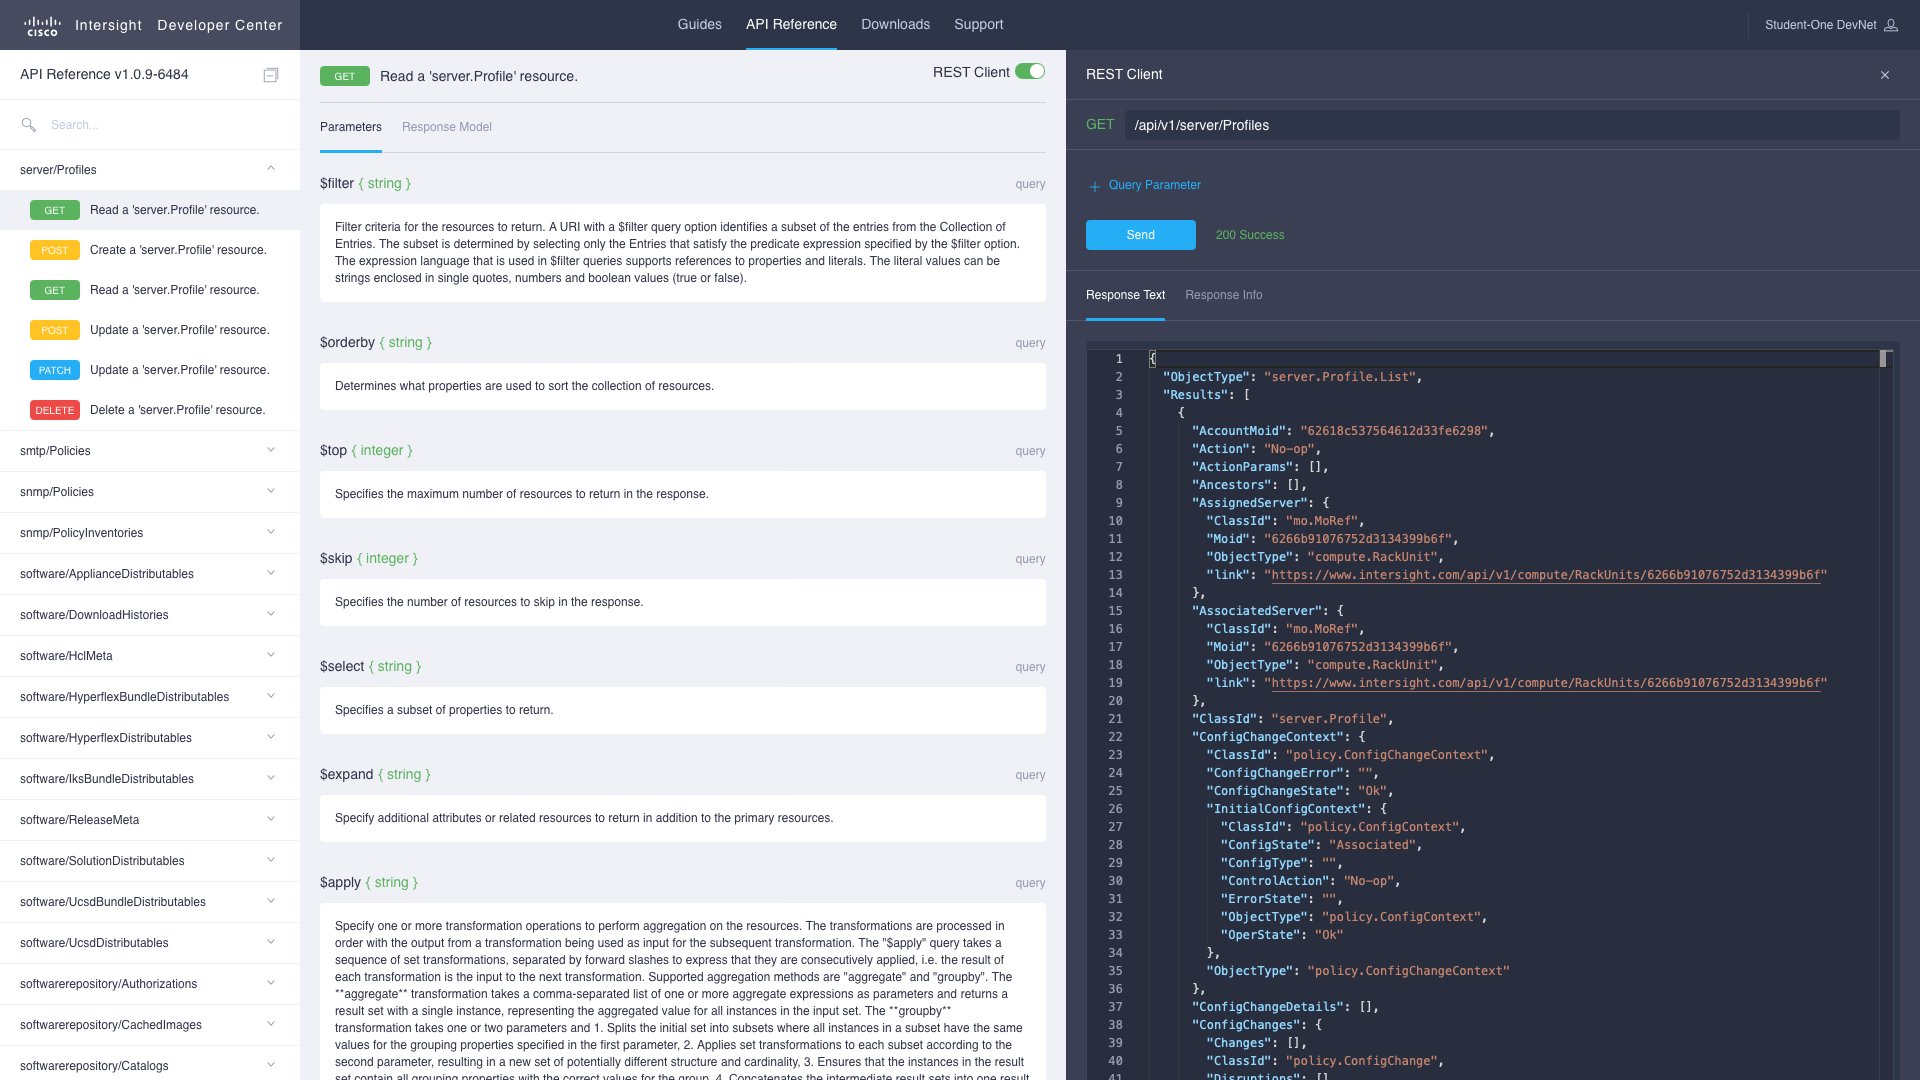 CISCO Intersight Developer Center
Guides API Reference Downloads Support
Student-One DevNet
API Reference v1.0.9-6484
Search...
server/Profiles
GET Read a 'server.Profile' resource.
POST Create a 'server.Profile' resource.
GET Read a 'server.Profile' resource.
POST Update a 'server.Profile' resource.
PATCH Update a 'server.Profile' resource.
DELETE Delete a 'server.Profile' resource.
smtp/Policies
snmp/Policies
snmp/PolicyInventories
software/ApplianceDistributables
software/DownloadHistories
software/HclMeta
software/HyperflexBundleDistributables
software/HyperflexDistributables
software/IksBundleDistributables
software/ReleaseMeta
software/SolutionDistributables
software/UcsdBundleDistributables
software/UcsdDistributables
softwarerepository/Authorizations
softwarerepository/CachedImages
softwarerepository/Catalogs
GET Read a 'server.Profile' resource.
REST Client
Parameters Response Model
$filter { string } query
Filter criteria for the resources to return. A URI with a $filter query option identifies a subset of the entries from the Collection of
Entries. The subset is determined by selecting only the Entries that satisfy the predicate expression specified by the $filter option.
The expression language that is used in $filter queries supports references to properties and literals. The literal values can be
strings enclosed in single quotes, numbers and boolean values (true or false).
$orderby { string } query
Determines what properties are used to sort the collection of resources.
$top { integer } query
Specifies the maximum number of resources to return in the response.
$skip { integer } query
Specifies the number of resources to skip in the response.
$select { string } query
Specifies a subset of properties to return.
$expand { string } query
Specify additional attributes or related resources to return in addition to the primary resources.
$apply { string } query
Specify one or more transformation operations to perform aggregation on the resources. The transformations are processed in
order with the output from a transformation being used as input for the subsequent transformation. The "$apply" query takes a
sequence of set transformations, separated by forward slashes to express that they are consecutively applied, i.e. the result of
each transformation is the input to the next transformation. Supported aggregation methods are "aggregate" and "groupby". The
**aggregate** transformation takes a comma-separated list of one or more aggregate expressions as parameters and returns a
result set with a single instance, representing the aggregated value for all instances in the input set. The **groupby**
transformation takes one or two parameters and 1. Splits the initial set into subsets where all instances in a subset have the same
values for the grouping properties specified in the first parameter, 2. Applies set transformations to each subset according to the
second parameter, resulting in a new set of potentially different structure and cardinality, 3. Ensures that the instances in the result
set contain all grouping properties with the correct values for the group, 4. Concatenates the intermediate result sets into one result
REST Client
GET /api/v1/server/Profiles
+ Query Parameter
Send 200 Success
Response Text Response Info
1 {
2 "ObjectType": "server.Profile.List",
3 "Results": [
4 {
5 "AccountMoid": "62618c537564612d33fe6298",
6 "Action": "No-op",
7 "ActionParams": [],
8 "Ancestors": [],
9 "AssignedServer": {
10 "ClassId": "mo.MoRef",
11 "Moid": "6266b91076752d3134399b6f",
12 "ObjectType": "compute.RackUnit",
13 "link": "https://www.intersight.com/api/v1/compute/RackUnits/6266b91076752d3134399b6f"
14 },
15 "AssociatedServer": {
16 "ClassId": "mo.MoRef",
17 "Moid": "6266b91076752d3134399b6f",
18 "ObjectType": "compute.RackUnit",
19 "link": "https://www.intersight.com/api/v1/compute/RackUnits/6266b91076752d3134399b6f"
20 },
21 "ClassId": "server.Profile",
22 "ConfigChangeContext": {
23 "ClassId": "policy.ConfigChangeContext",
24 "ConfigChangeError": "",
25 "ConfigChangeState": "Ok",
26 "InitialConfigContext": {
27 "ClassId": "policy.ConfigContext",
28 "ConfigState": "Associated",
29 "ConfigType": "",
30 "ControlAction": "No-op",
31 "ErrorState": "",
32 "ObjectType": "policy.ConfigContext",
33 "OperState": "Ok"
34 },
35 "ObjectType": "policy.ConfigChangeContext"
36 },
37 "ConfigChangeDetails": [],
38 "ConfigChanges": {
39 "Changes": [],
40 "ClassId": "policy.ConfigChange",
41 "Disruptions": []